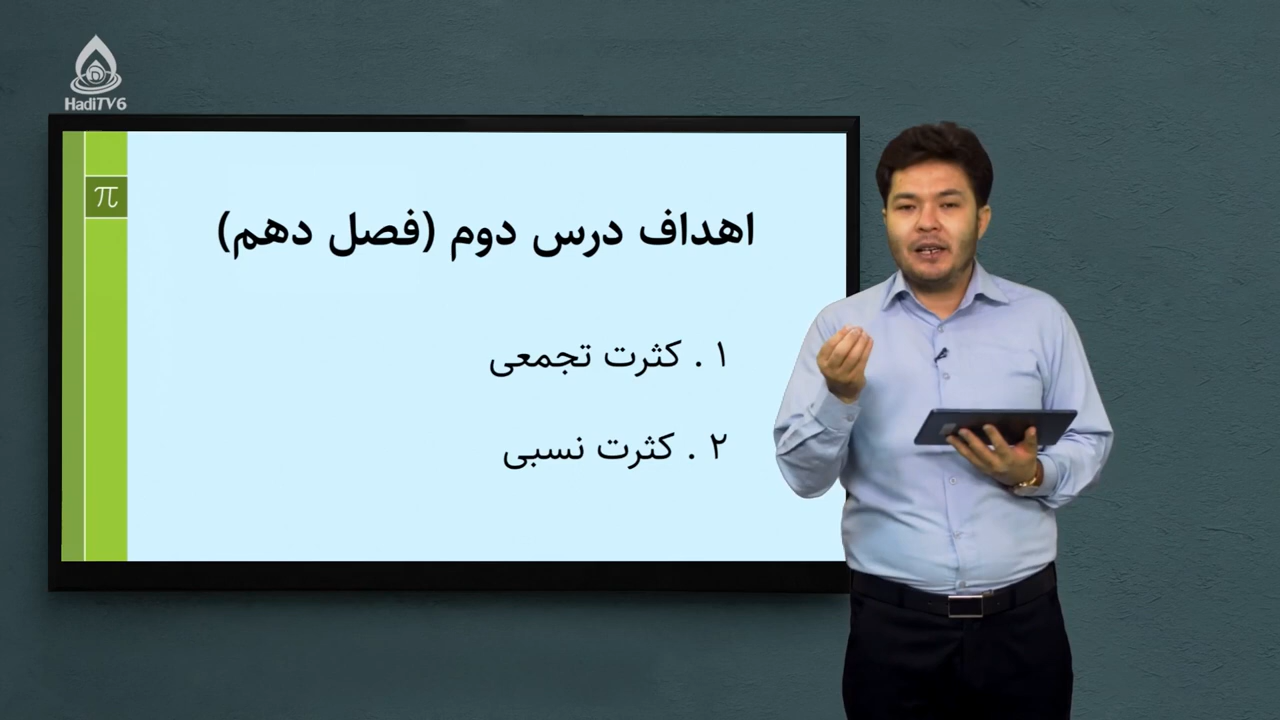 HadiTV6
π
اهداف درس دوم (فصل دهم)
۱ . کثرت تجمعی
۲ . کثرت نسبی